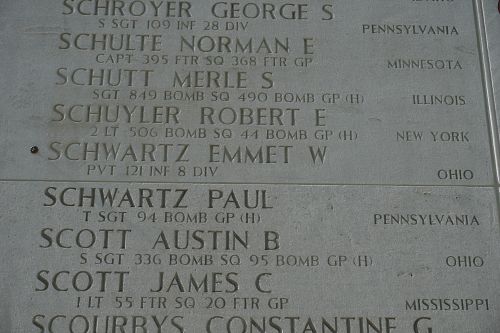 SCHROYER GEORGE S
S SGT 109 INF 28 DIV PENNSYLVANIA
SCHULTE NORMAN E
CAPT 395 FTR SQ 368 FTR GP MINNESOTA
SCHUTT MERLE S
SGT 849 BOMB SQ 490 BOMB GP (H) ILLINOIS
SCHUYLER ROBERT E
2 LT 506 BOMB SQ 44 BOMB GP (H) NEW YORK
SCHWARTZ EMMET W
PVT 121 INF 8 DIV OHIO
SCHWARTZ PAUL
T SGT 94 BOMB GP (H) PENNSYLVANIA
SCOTT AUSTIN B
S SGT 336 BOMB SQ 95 BOMB GP (H) OHIO
SCOTT JAMES C
1 LT 55 FTR SQ 20 FTR GP MISSISSIPPI
SCOURBYS CONSTANTINE G